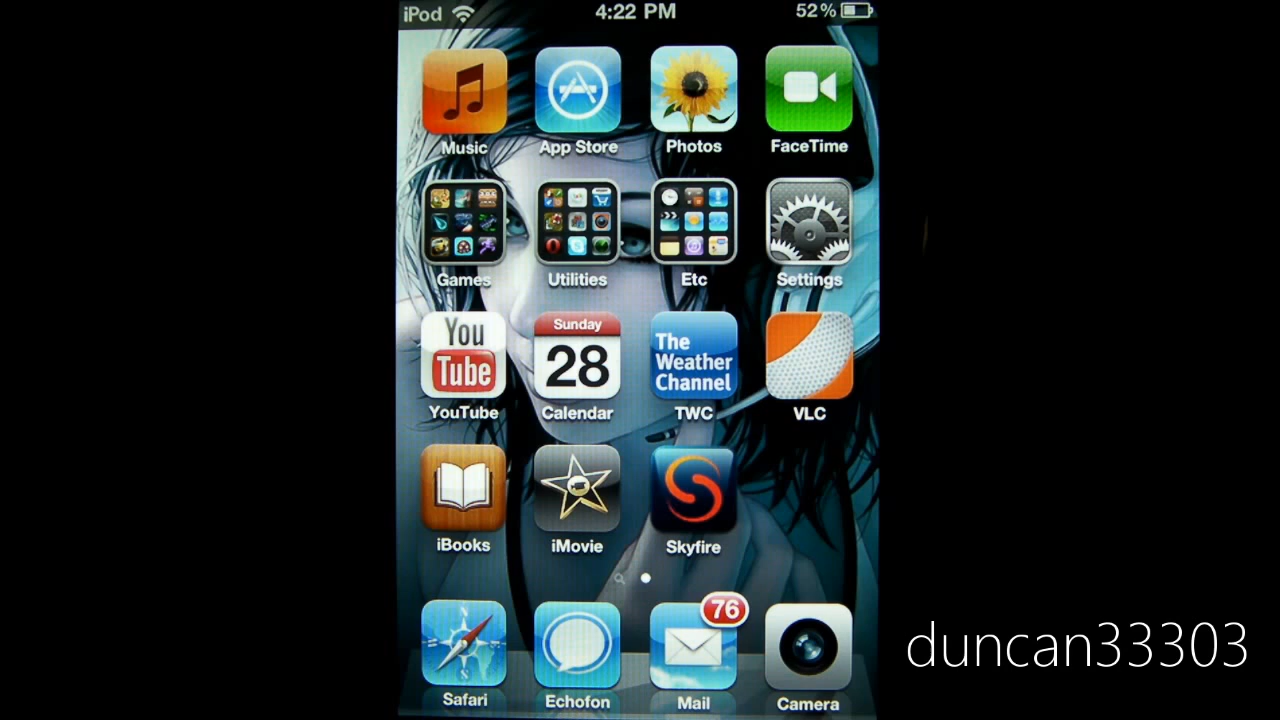 iPod 4:22 PM 52%
Music App Store Photos FaceTime
Games Utilities Etc Settings
You Tube Sunday 28 The Weather Channel
YouTube Calendar TWC VLC
iBooks iMovie Skyfire
76
Safari Echofon Mail Camera
duncan33303